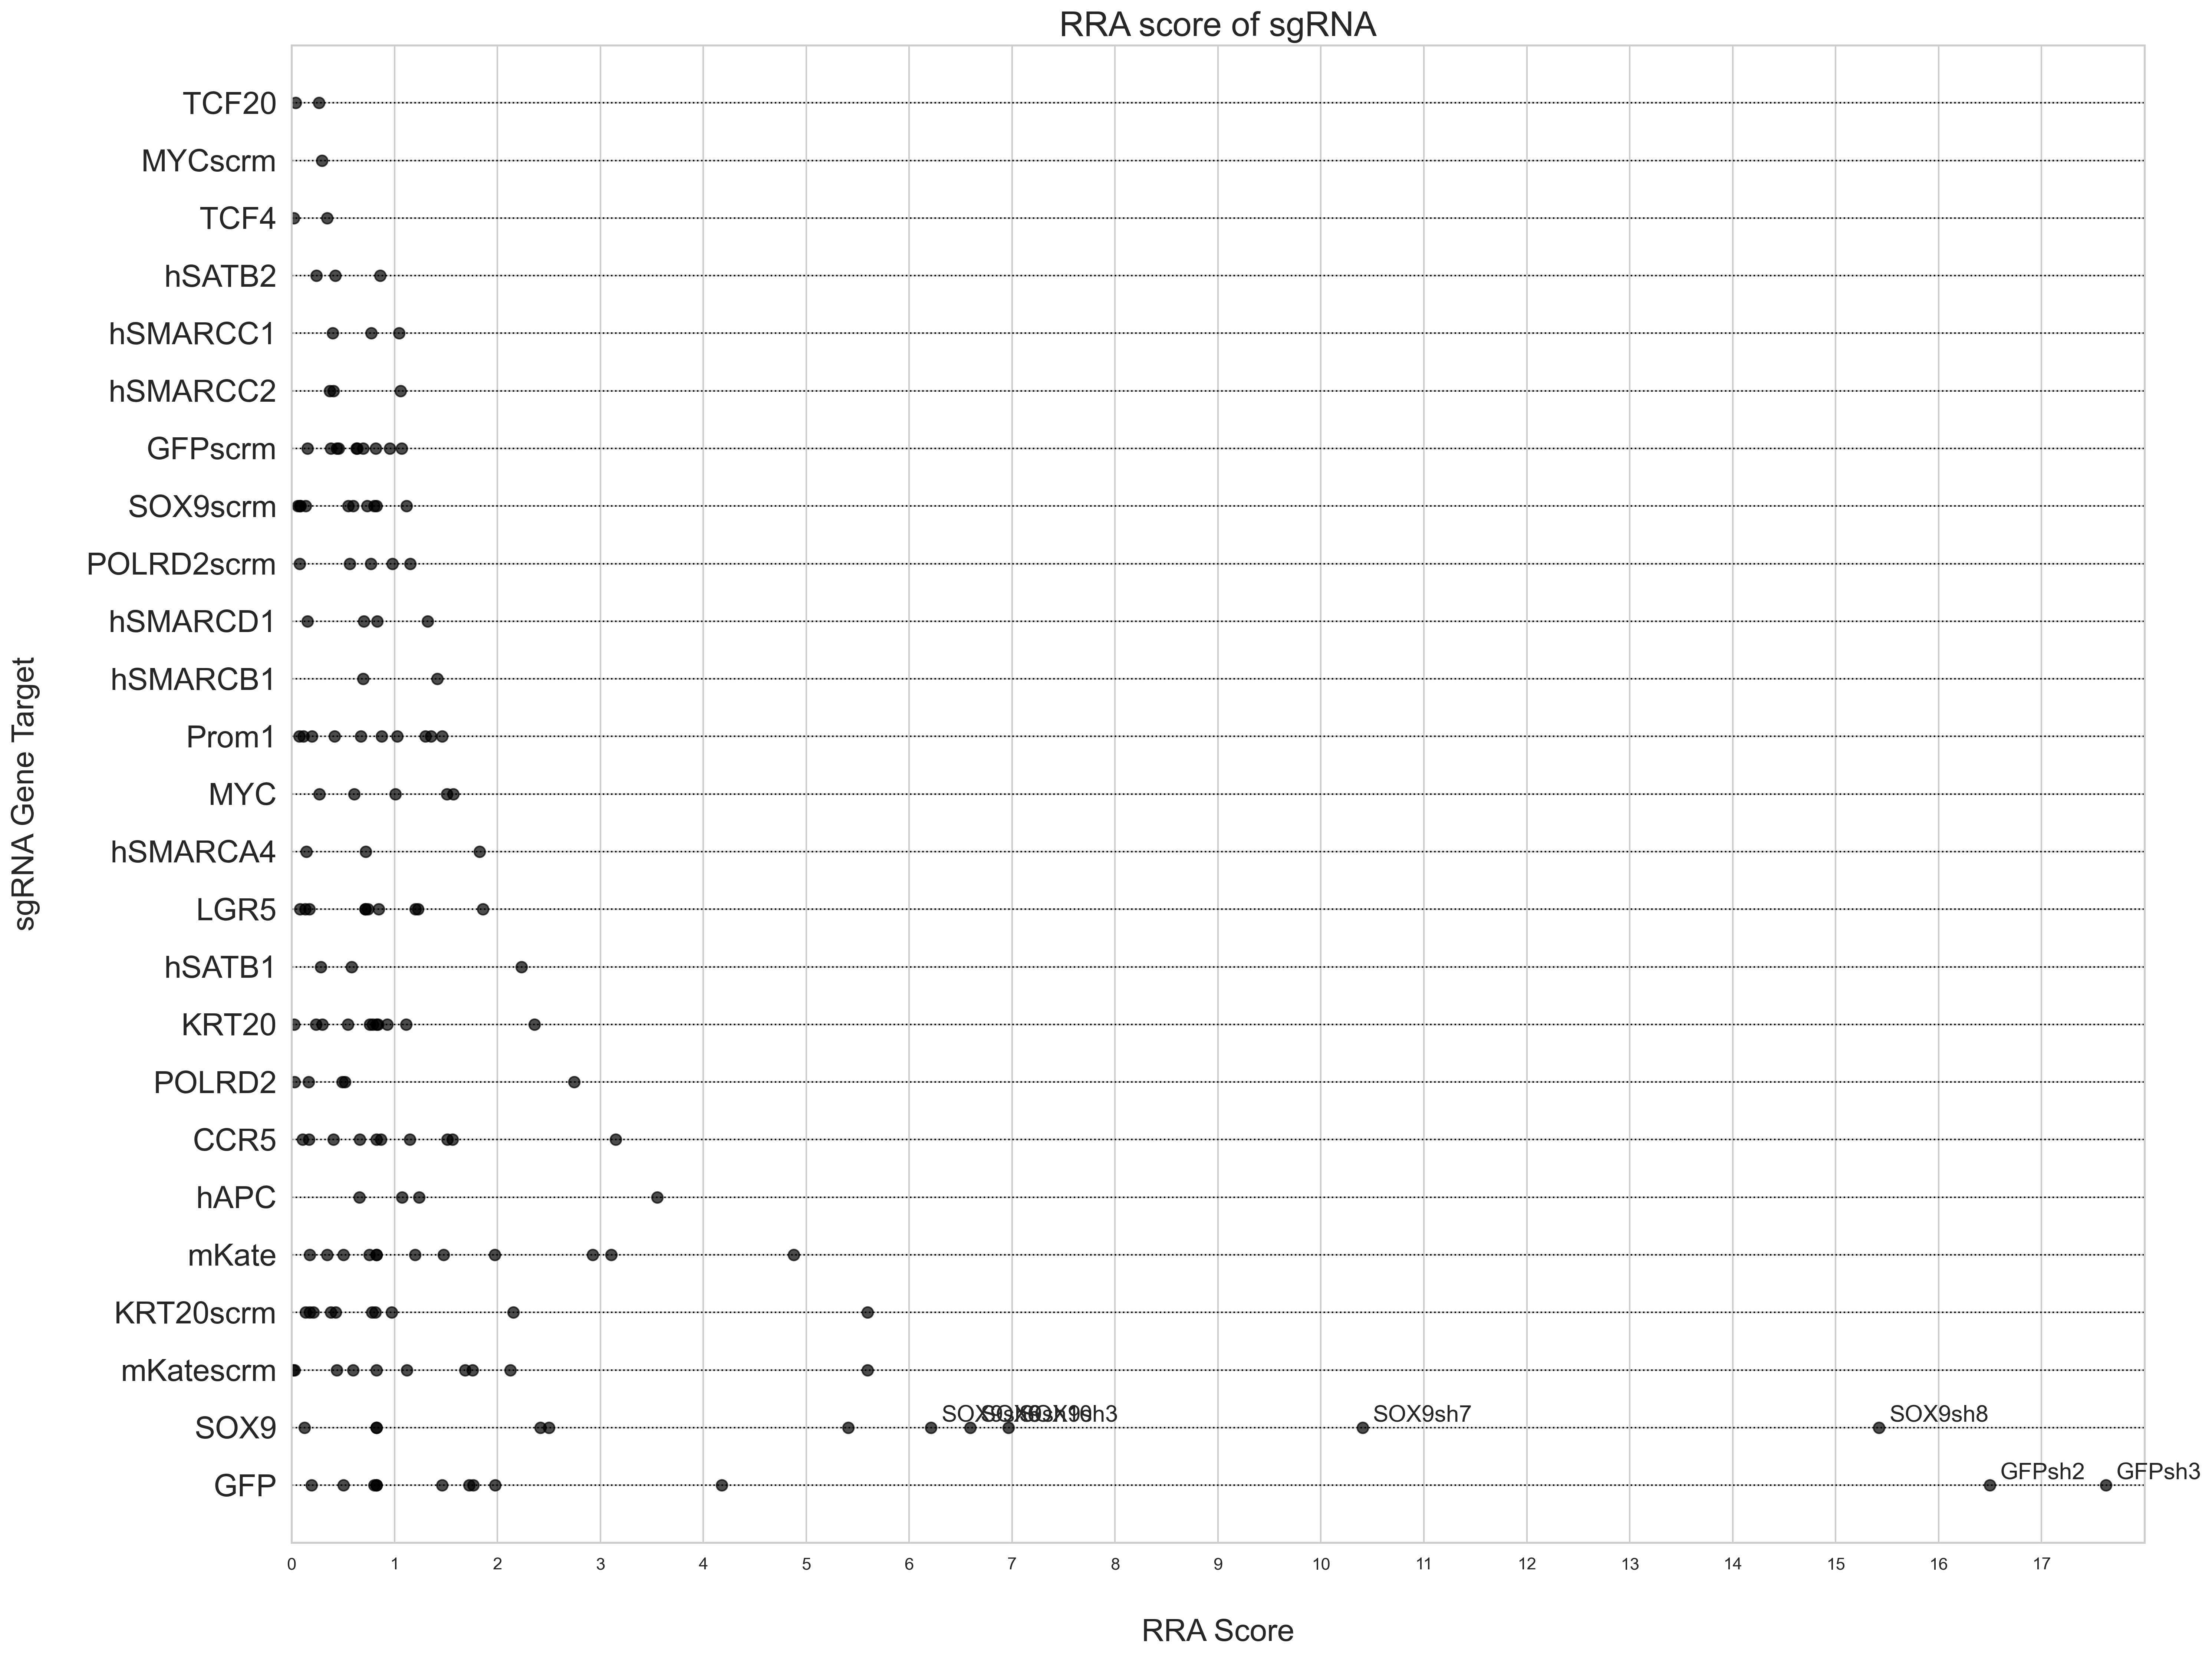 RRA score of sgRNA
TCF20
MYCscrm
TCF4
hSATB2
hSMARCC1
hSMARCC2
GFPscrm
SOX9scrm
POLRD2scrm
hSMARCD1
hSMARCB1
Prom1
MYC
hSMARCA4
LGR5
hSATB1
KRT20
POLRD2
CCR5
hAPC
mKate
KRT20scrm
mKatescrm
SOX9
GFP
sgRNA Gene Target
SOX9sh7
SOX9sh8
GFPsh2
GFPsh3
0 1 2 3 4 5 6 7 8 9 10 11 12 13 14 15 16 17
RRA Score